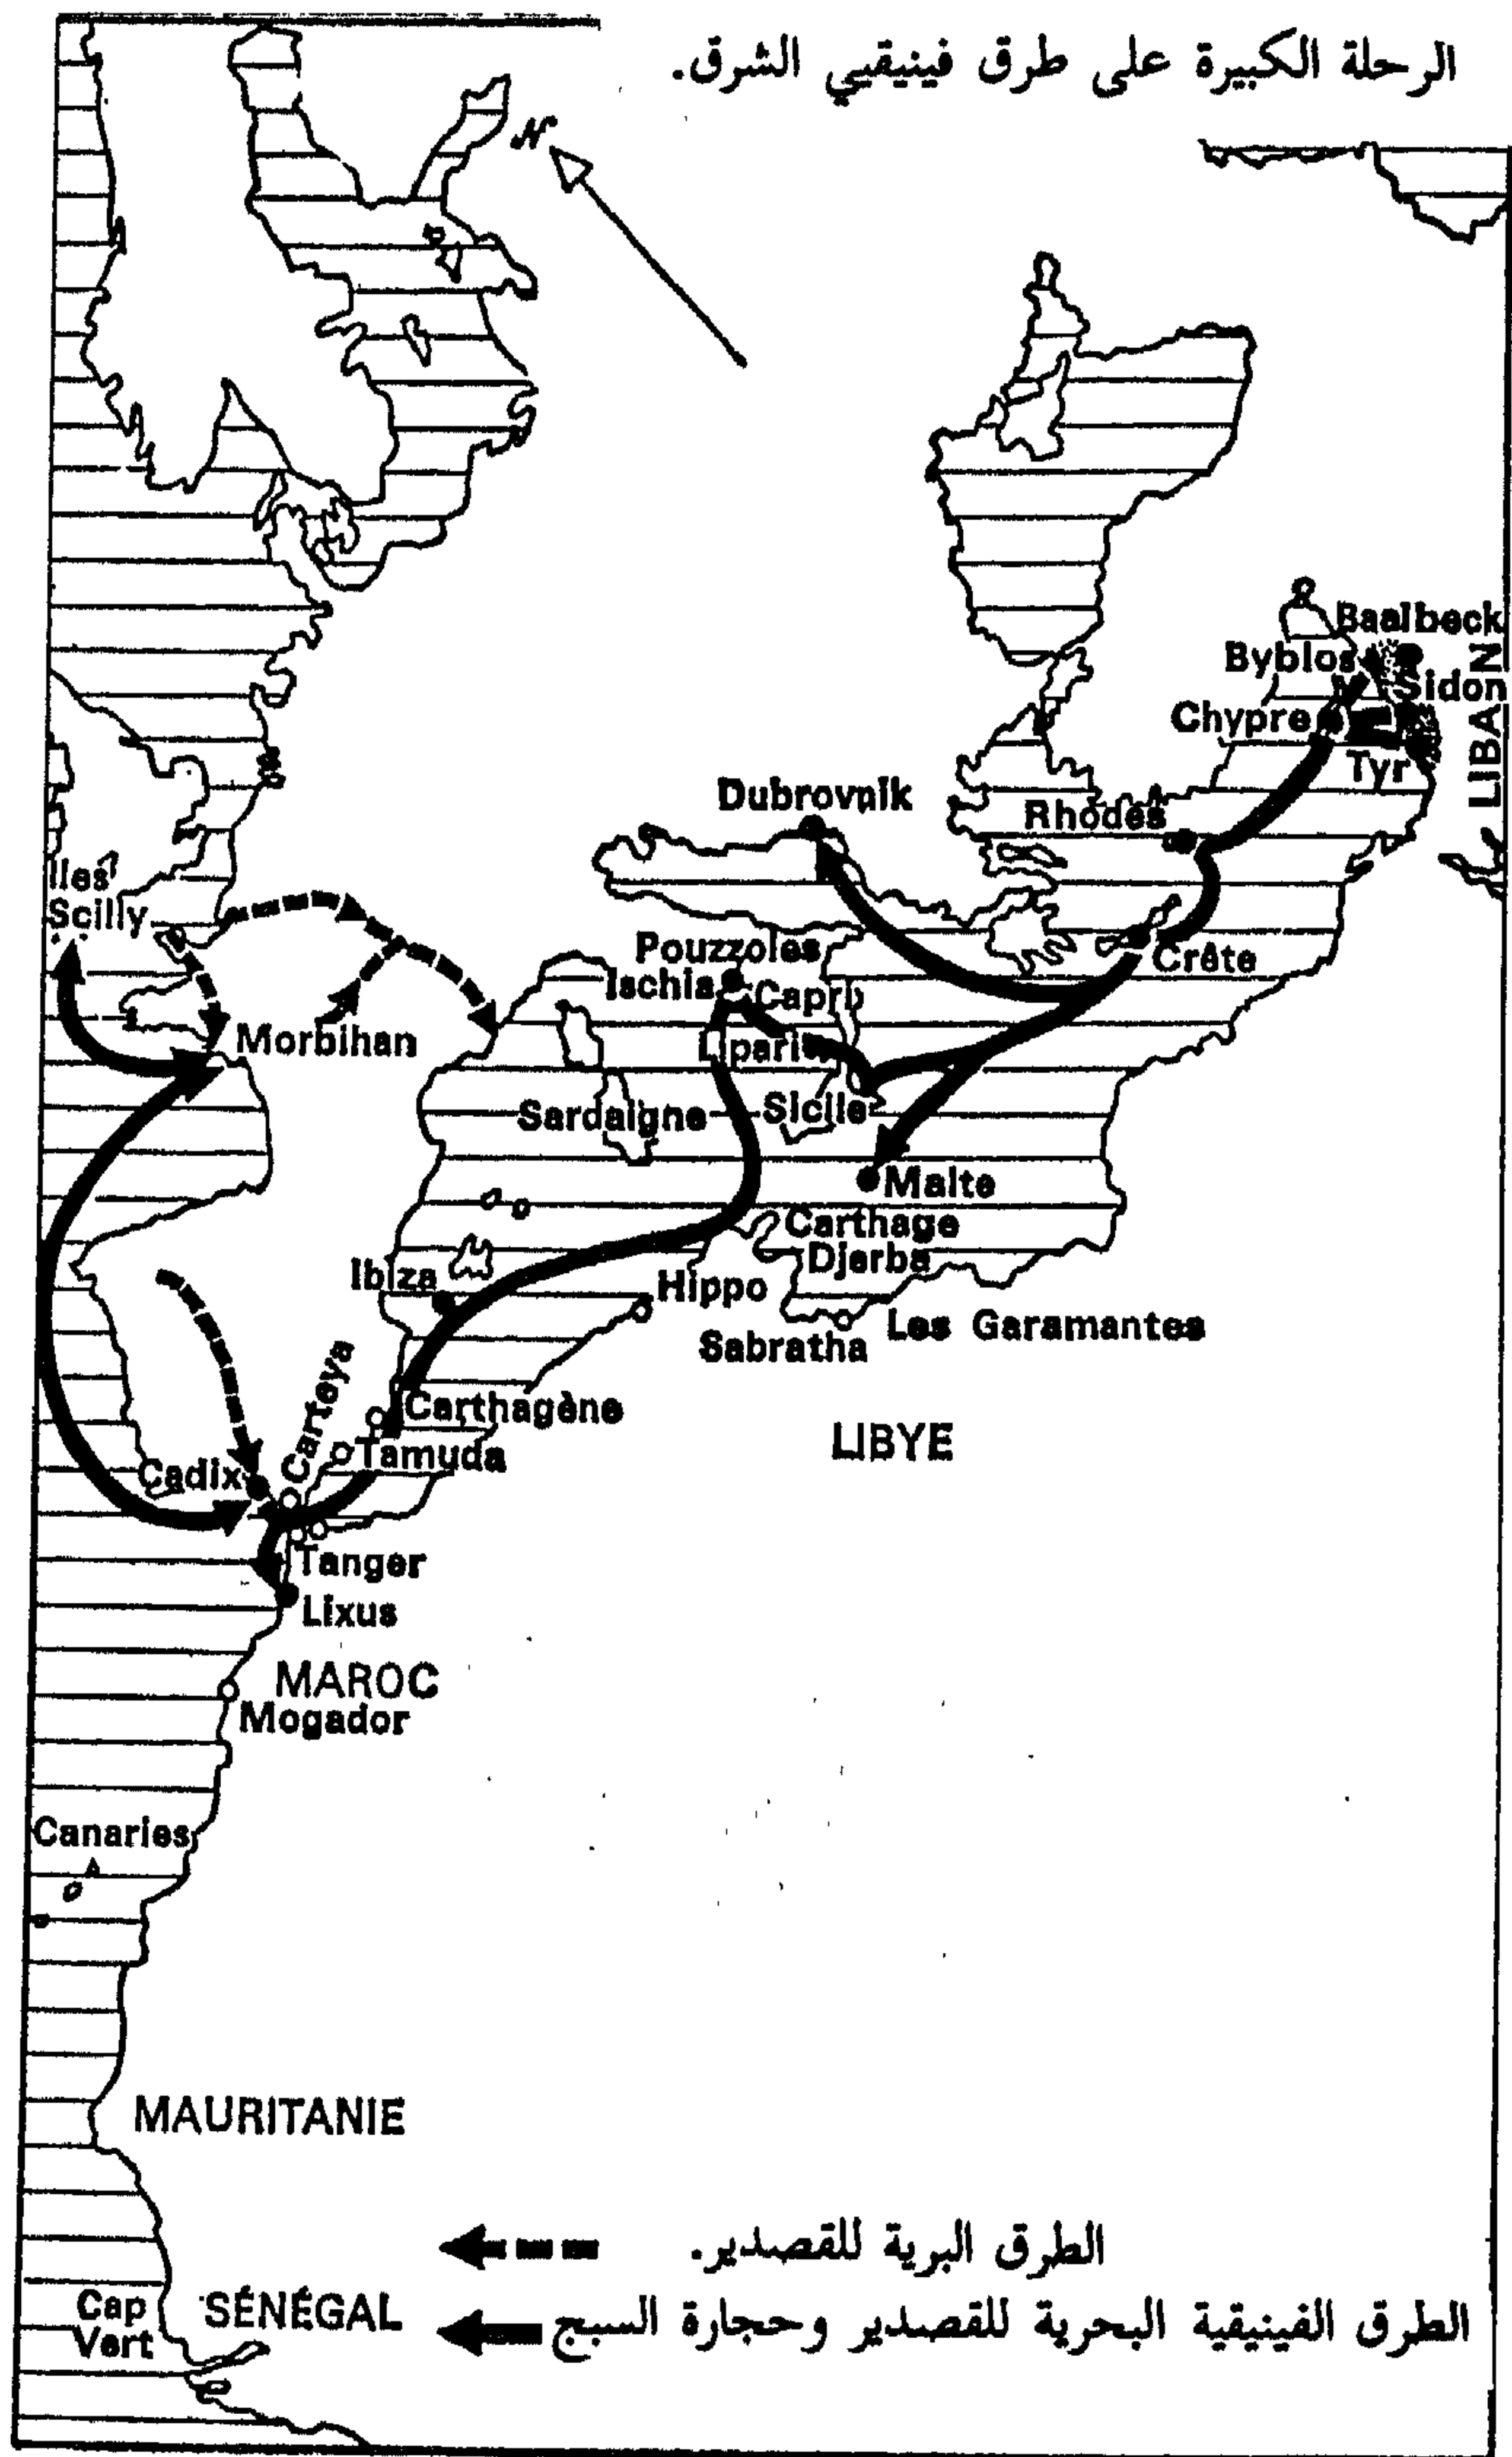 الرحلة الكبيرة على طرق فينيقيي الشرق.
N
Baalbeck
Byblos
Sidon
Chypre
LIBAN
Tyr
Dubrovnik
Rhodes
Iles
Scilly
Pouzzoles
Crête
Ischia
Capri
Morbihan
Lipari
Sardaigne
Sicile
Malte
Carthage
Djerba
Ibiza
Hippo
Les Garamantes
Sabratha
Carteya
Carthagène
LIBYE
Tamuda
Cadix
Tanger
Lixus
MAROC
Mogador
Canaries
MAURITANIE
الطرق البرية للقصدير.
Cap
Vert
SÉNÉGAL
الطرق الفينيقية البحرية للقصدير وحجارة السبج